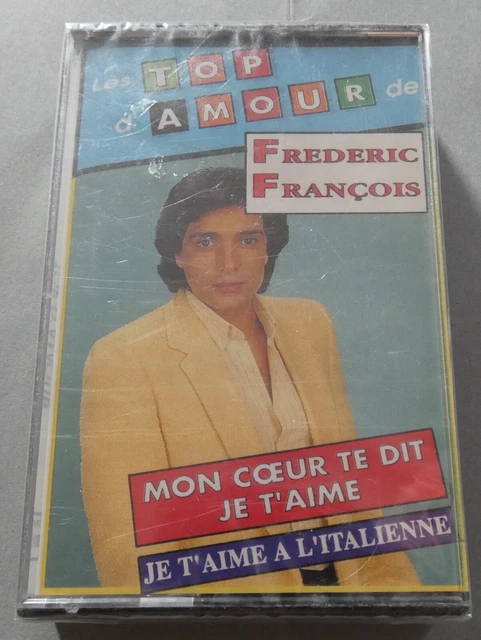 Les TOP
d'AMOUR de
FREDERIC
FRANÇOIS
MON CŒUR TE DIT
JE T'AIME
JE T'AIME A L'ITALIENNE